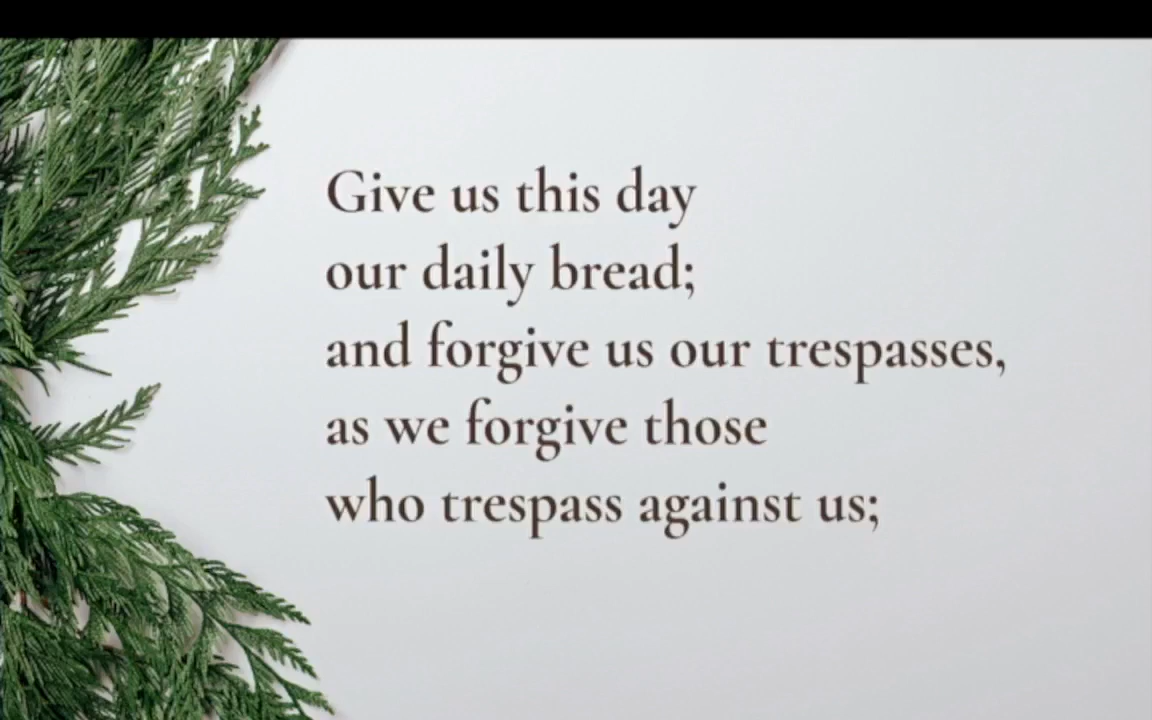 Give us this day
our daily bread;
and forgive us our trespasses,
as we forgive those
who trespass against us;